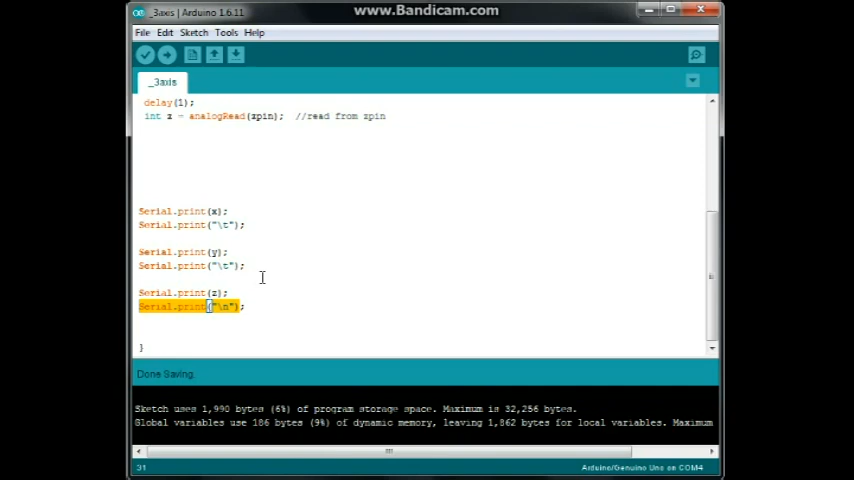 www.Bandicam.com
_3axis | Arduino 1.6.11
File Edit Sketch Tools Help
_3axis
delay(1);
int z = analogRead(zpin);  //read from zpin
Serial.print(x);
Serial.print("\t");
Serial.print(y);
Serial.print("\t");
Serial.print(z);
Serial.print("\n");
}
Done Saving.
Sketch uses 1,990 bytes (6%) of program storage space. Maximum is 32,256 bytes.
Global variables use 186 bytes (9%) of dynamic memory, leaving 1,862 bytes for local variables. Maximum
31
Arduino/Genuino Uno on COM4